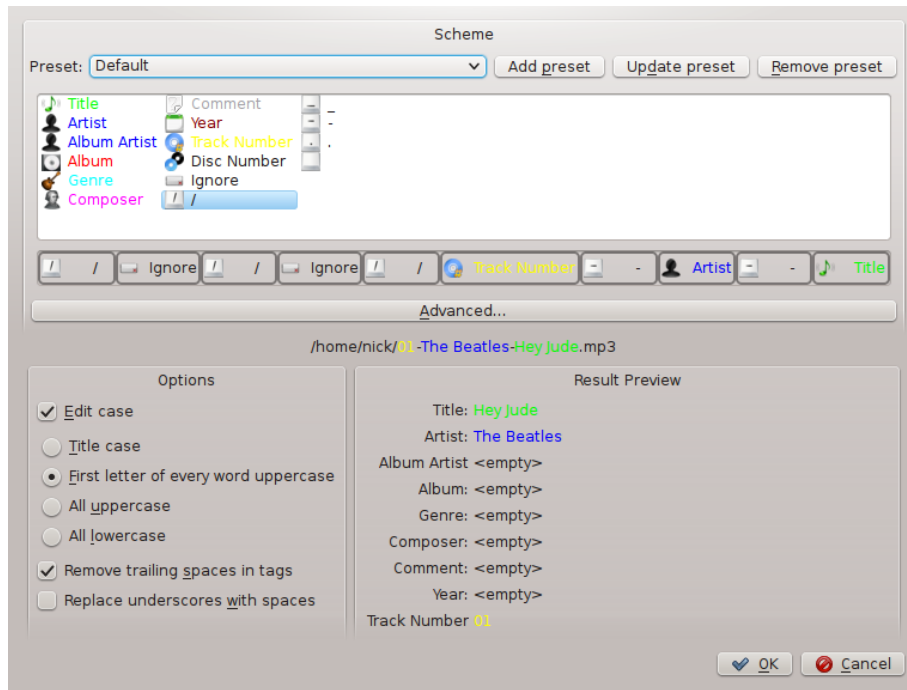 Scheme
Preset: Default Add preset Update preset Remove preset
Title Comment _
Artist Year -
Album Artist Track Number .
Album Disc Number
Genre Ignore
Composer /
/ Ignore / Ignore / Track Number - Artist - Title
Advanced...
/home/nick/01-The Beatles-Hey Jude.mp3
Options
Edit case
Title case
First letter of every word uppercase
All uppercase
All lowercase
Remove trailing spaces in tags
Replace underscores with spaces
Result Preview
Title: Hey Jude
Artist: The Beatles
Album Artist <empty>
Album: <empty>
Genre: <empty>
Composer: <empty>
Comment: <empty>
Year: <empty>
Track Number 01
OK Cancel